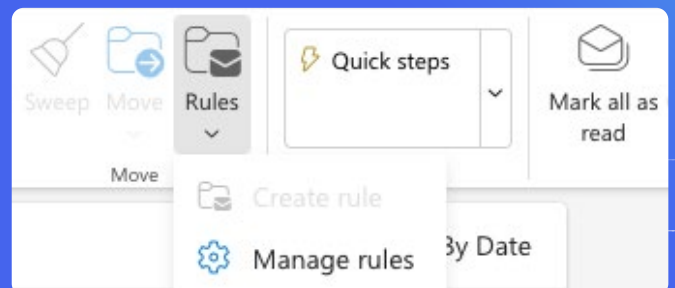 Sweep
Move
Rules
Quick steps
Mark all as
read
Move
Create rule
Manage rules
By Date